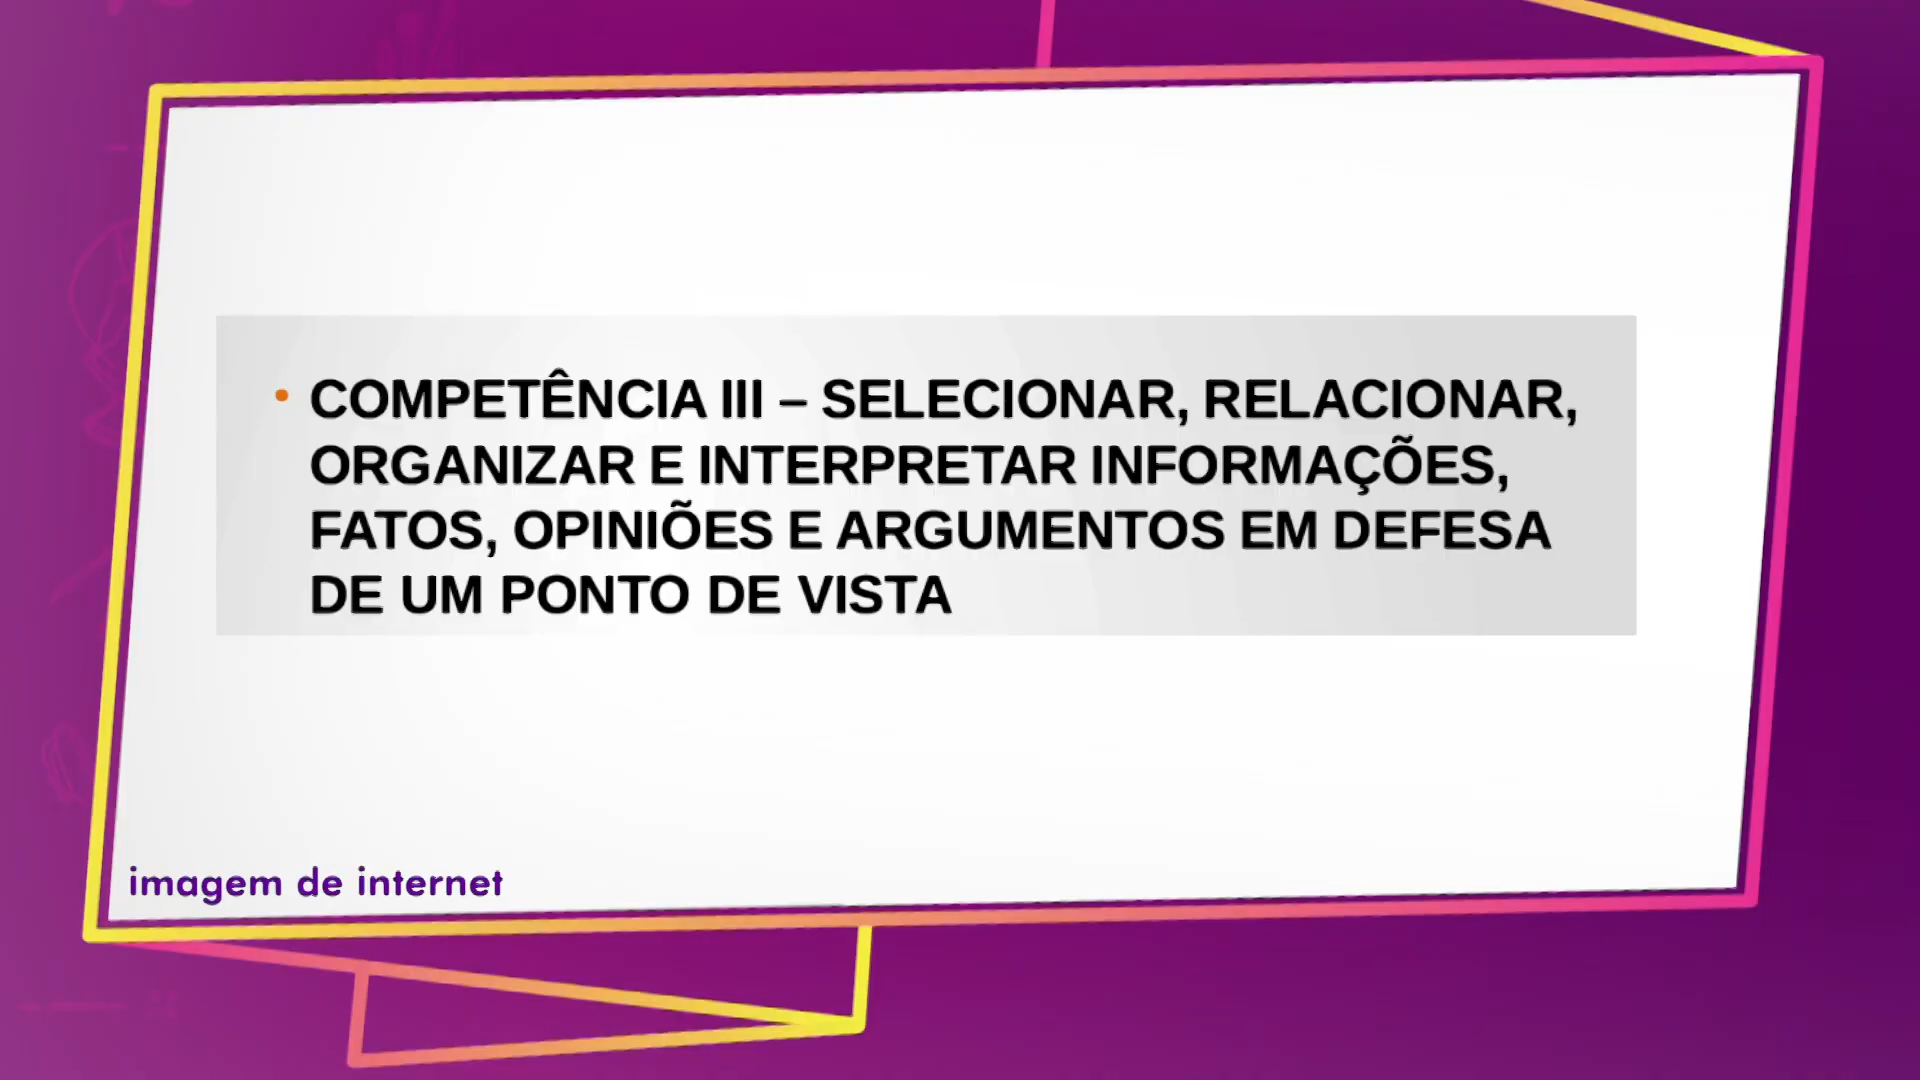 • COMPETÊNCIA III – SELECIONAR, RELACIONAR,
ORGANIZAR E INTERPRETAR INFORMAÇÕES,
FATOS, OPINIÕES E ARGUMENTOS EM DEFESA
DE UM PONTO DE VISTA
imagem de internet